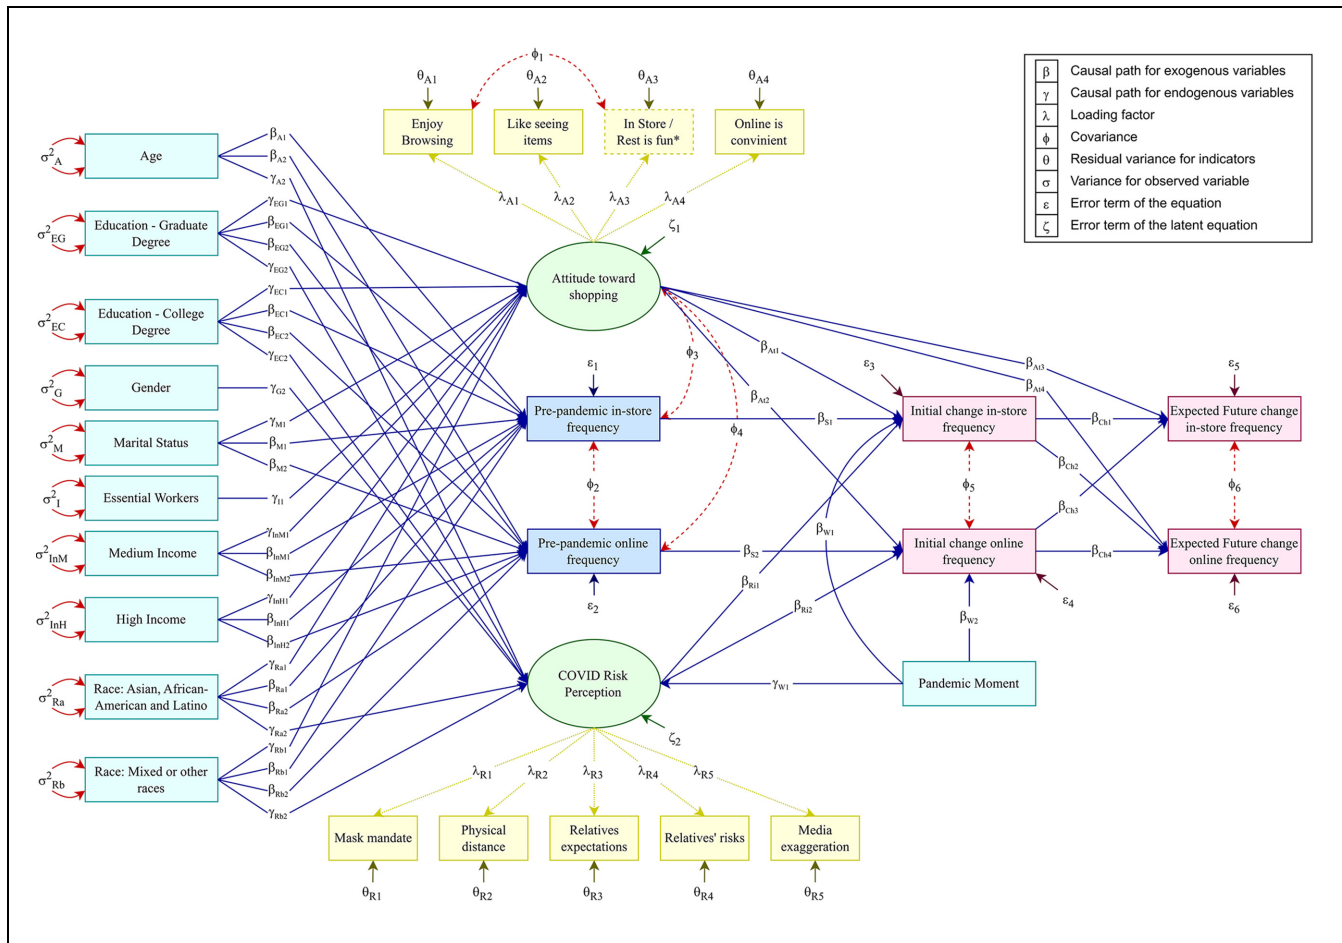 ϕ1
θA1
θA2
θA3
θA4
Enjoy
Browsing
Like seeing
items
In Store /
Rest is fun*
Online is
convinient
λA1
λA2
λA3
λA4
β Causal path for exogenous variables
γ Causal path for endogenous variables
λ Loading factor
ϕ Covariance
θ Residual variance for indicators
σ Variance for observed variable
ε Error term of the equation
ζ Error term of the latent equation
σ²A
Age
βA1
βA2
γA2
σ²EG
Education - Graduate
Degree
γEG1
βEG1
βEG2
γEG2
σ²EC
Education - College
Degree
γEC1
βEC1
βEC2
γEC2
σ²G
Gender
γG2
σ²M
Marital Status
γM1
βM1
βM2
σ²I
Essential Workers
γI1
σ²InM
Medium Income
γInM1
βInM1
βInM2
σ²InH
High Income
γInH1
βInH1
βInH2
σ²Ra
Race: Asian, African-
American and Latino
γRa1
βRa1
βRa2
γRa2
σ²Rb
Race: Mixed or other
races
γRb1
βRb1
βRb2
γRb2
ζ1
Attitude toward
shopping
ε1
Pre-pandemic in-store
frequency
ϕ2
Pre-pandemic online
frequency
ε2
ϕ3
ϕ4
COVID Risk
Perception
ζ2
βAt1
βAt2
βAt3
βAt4
βS1
βS2
βRi1
βRi2
βW1
βW2
γW1
ε3
Initial change in-store
frequency
ϕ5
Initial change online
frequency
ε4
Pandemic Moment
βCh1
βCh2
βCh3
βCh4
ε5
Expected Future change
in-store frequency
ϕ6
Expected Future change
online frequency
ε6
λR1
λR2
λR3
λR4
λR5
Mask mandate
Physical
distance
Relatives
expectations
Relatives' risks
Media
exaggeration
θR1
θR2
θR3
θR4
θR5